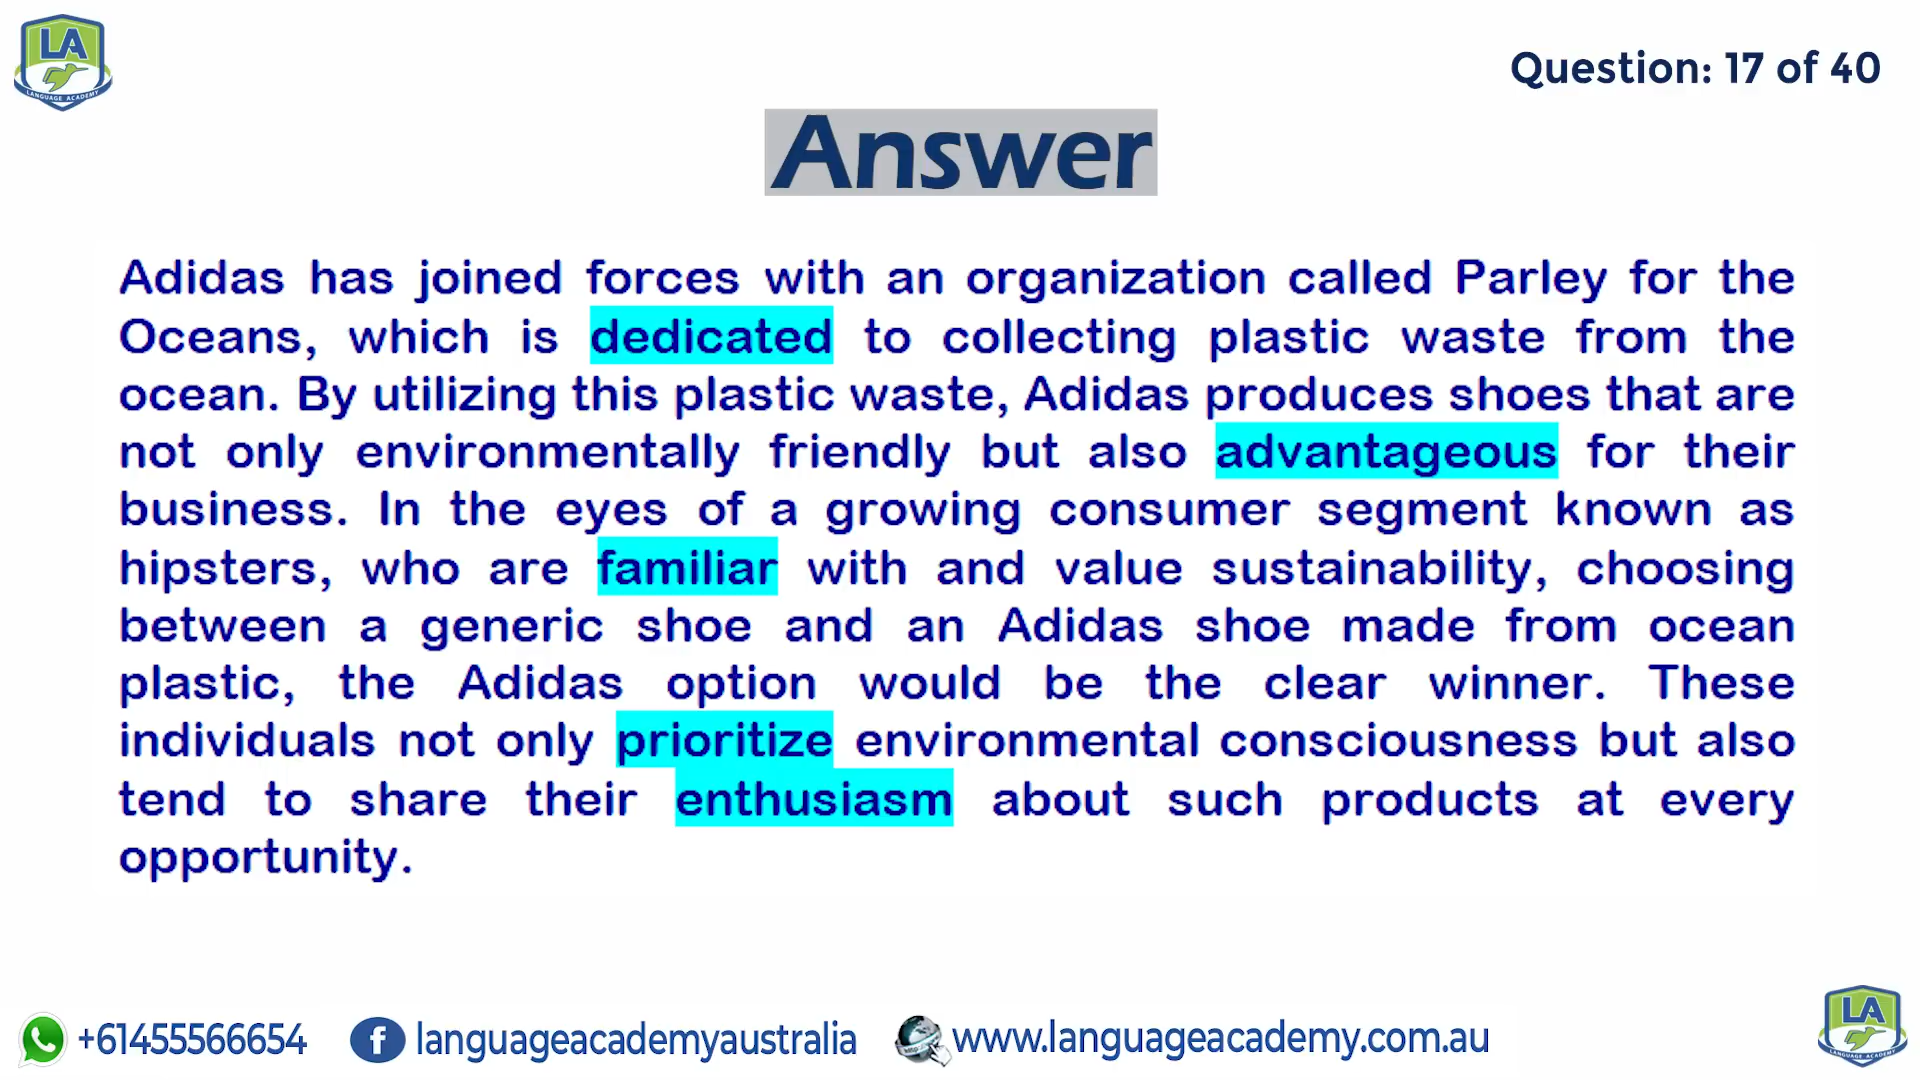 LA
LANGUAGE ACADEMY
Question: 17 of 40
Answer
Adidas has joined forces with an organization called Parley for the
Oceans, which is dedicated to collecting plastic waste from the
ocean. By utilizing this plastic waste, Adidas produces shoes that are
not only environmentally friendly but also advantageous for their
business. In the eyes of a growing consumer segment known as
hipsters, who are familiar with and value sustainability, choosing
between a generic shoe and an Adidas shoe made from ocean
plastic, the Adidas option would be the clear winner. These
individuals not only prioritize environmental consciousness but also
tend to share their enthusiasm about such products at every
opportunity.
+61455566654 languageacademyaustralia www.languageacademy.com.au
LA
LANGUAGE ACADEMY